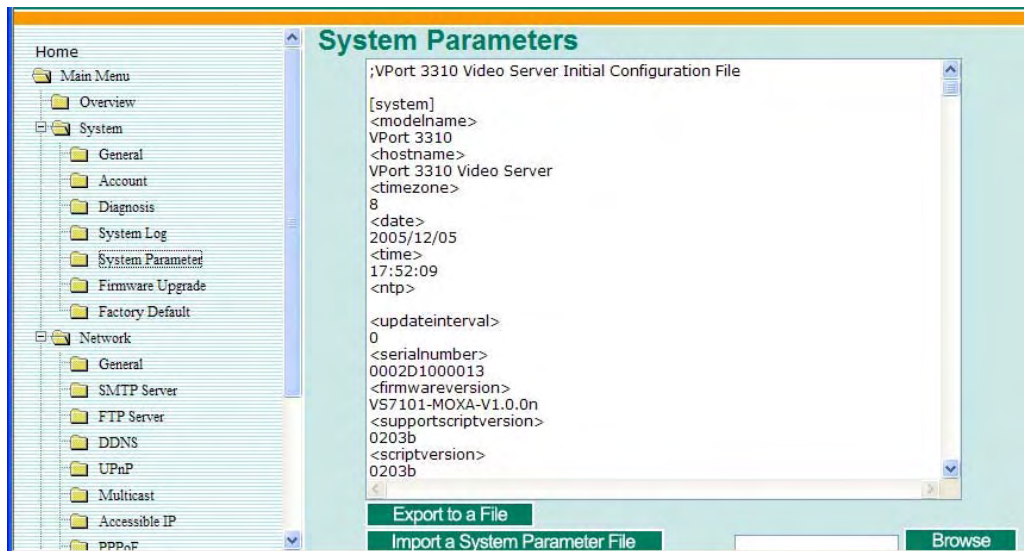 Home
Main Menu
Overview
System
General
Account
Diagnosis
System Log
System Parameter
Firmware Upgrade
Factory Default
Network
General
SMTP Server
FTP Server
DDNS
UPnP
Multicast
Accessible IP
PPPoE
System Parameters
;VPort 3310 Video Server Initial Configuration File
[system]
<modelname>
VPort 3310
<hostname>
VPort 3310 Video Server
<timezone>
8
<date>
2005/12/05
<time>
17:52:09
<ntp>
<updateinterval>
0
<serialnumber>
0002D1000013
<firmwareversion>
VS7101-MOXA-V1.0.0n
<supportscriptversion>
0203b
<scriptversion>
0203b
Export to a File
Import a System Parameter File
Browse